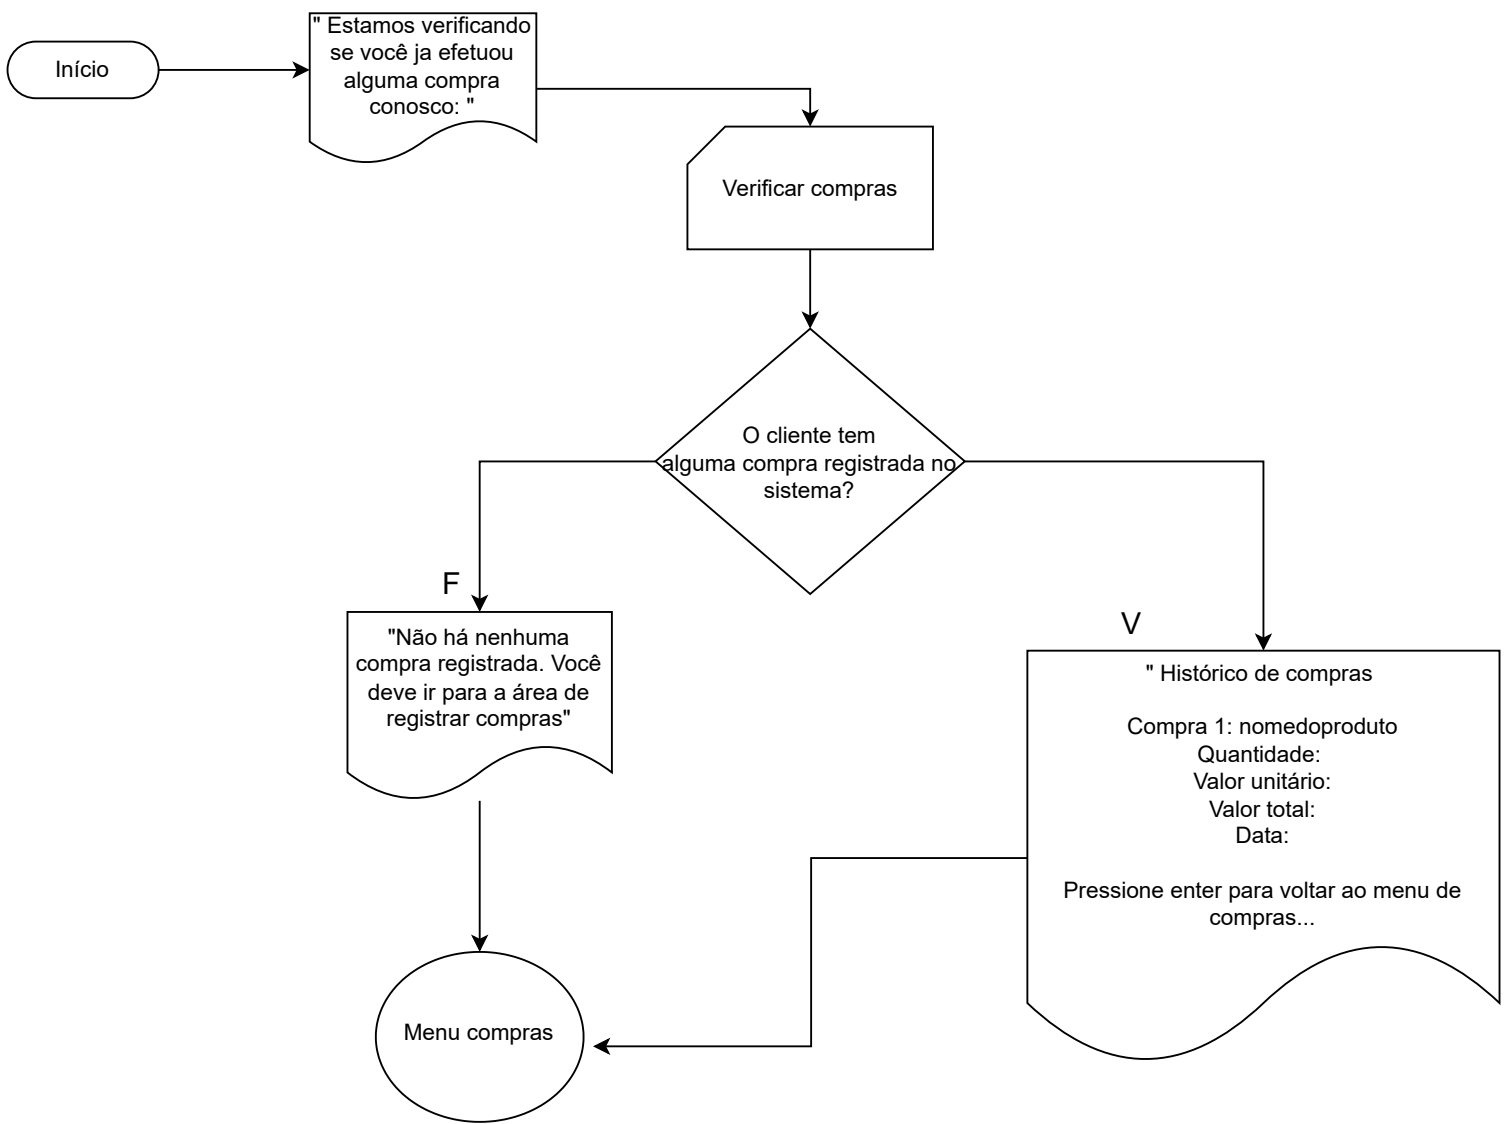 Início
" Estamos verificando
se você ja efetuou
alguma compra
conosco: "
Verificar compras
O cliente tem
alguma compra registrada no
sistema?
F
"Não há nenhuma
compra registrada. Você
deve ir para a área de
registrar compras"
V
" Histórico de compras
Compra 1: nomedoproduto
Quantidade:
Valor unitário:
Valor total:
Data:
Pressione enter para voltar ao menu de
compras...
Menu compras